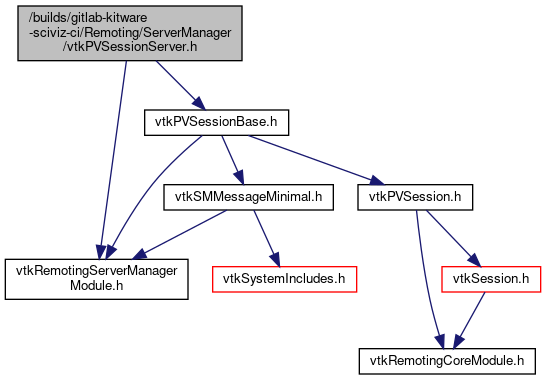 /builds/gitlab-kitware
-sciviz-ci/Remoting/ServerManager
/vtkPVSessionServer.h
vtkPVSessionBase.h
vtkSMMessageMinimal.h
vtkPVSession.h
vtkRemotingServerManager
Module.h
vtkSystemIncludes.h
vtkSession.h
vtkRemotingCoreModule.h